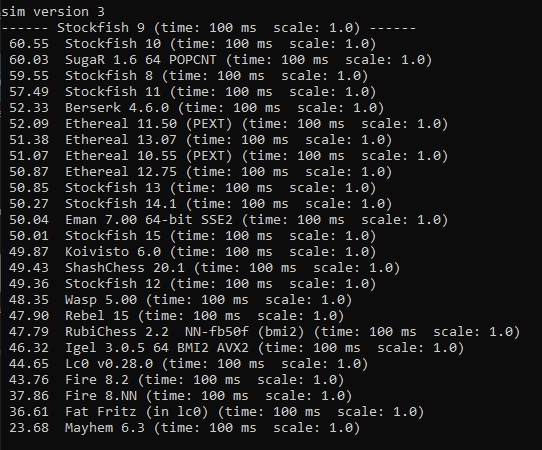 sim version 3
------ Stockfish 9 (time: 100 ms  scale: 1.0) ------
60.55  Stockfish 10 (time: 100 ms  scale: 1.0)
60.03  SugaR 1.6 64 POPCNT (time: 100 ms  scale: 1.0)
59.55  Stockfish 8 (time: 100 ms  scale: 1.0)
57.49  Stockfish 11 (time: 100 ms  scale: 1.0)
52.33  Berserk 4.6.0 (time: 100 ms  scale: 1.0)
52.09  Ethereal 11.50 (PEXT) (time: 100 ms  scale: 1.0)
51.38  Ethereal 13.07 (time: 100 ms  scale: 1.0)
51.07  Ethereal 10.55 (PEXT) (time: 100 ms  scale: 1.0)
50.87  Ethereal 12.75 (time: 100 ms  scale: 1.0)
50.85  Stockfish 13 (time: 100 ms  scale: 1.0)
50.27  Stockfish 14.1 (time: 100 ms  scale: 1.0)
50.04  Eman 7.00 64-bit SSE2 (time: 100 ms  scale: 1.0)
50.01  Stockfish 15 (time: 100 ms  scale: 1.0)
49.87  Koivisto 6.0 (time: 100 ms  scale: 1.0)
49.43  ShashChess 20.1 (time: 100 ms  scale: 1.0)
49.36  Stockfish 12 (time: 100 ms  scale: 1.0)
48.35  Wasp 5.00 (time: 100 ms  scale: 1.0)
47.90  Rebel 15 (time: 100 ms  scale: 1.0)
47.79  RubiChess 2.2  NN-fb50f (bmi2) (time: 100 ms  scale: 1.0)
46.32  Igel 3.0.5 64 BMI2 AVX2 (time: 100 ms  scale: 1.0)
44.65  Lc0 v0.28.0 (time: 100 ms  scale: 1.0)
43.76  Fire 8.2 (time: 100 ms  scale: 1.0)
37.86  Fire 8.NN (time: 100 ms  scale: 1.0)
36.61  Fat Fritz (in lc0) (time: 100 ms  scale: 1.0)
23.68  Mayhem 6.3 (time: 100 ms  scale: 1.0)